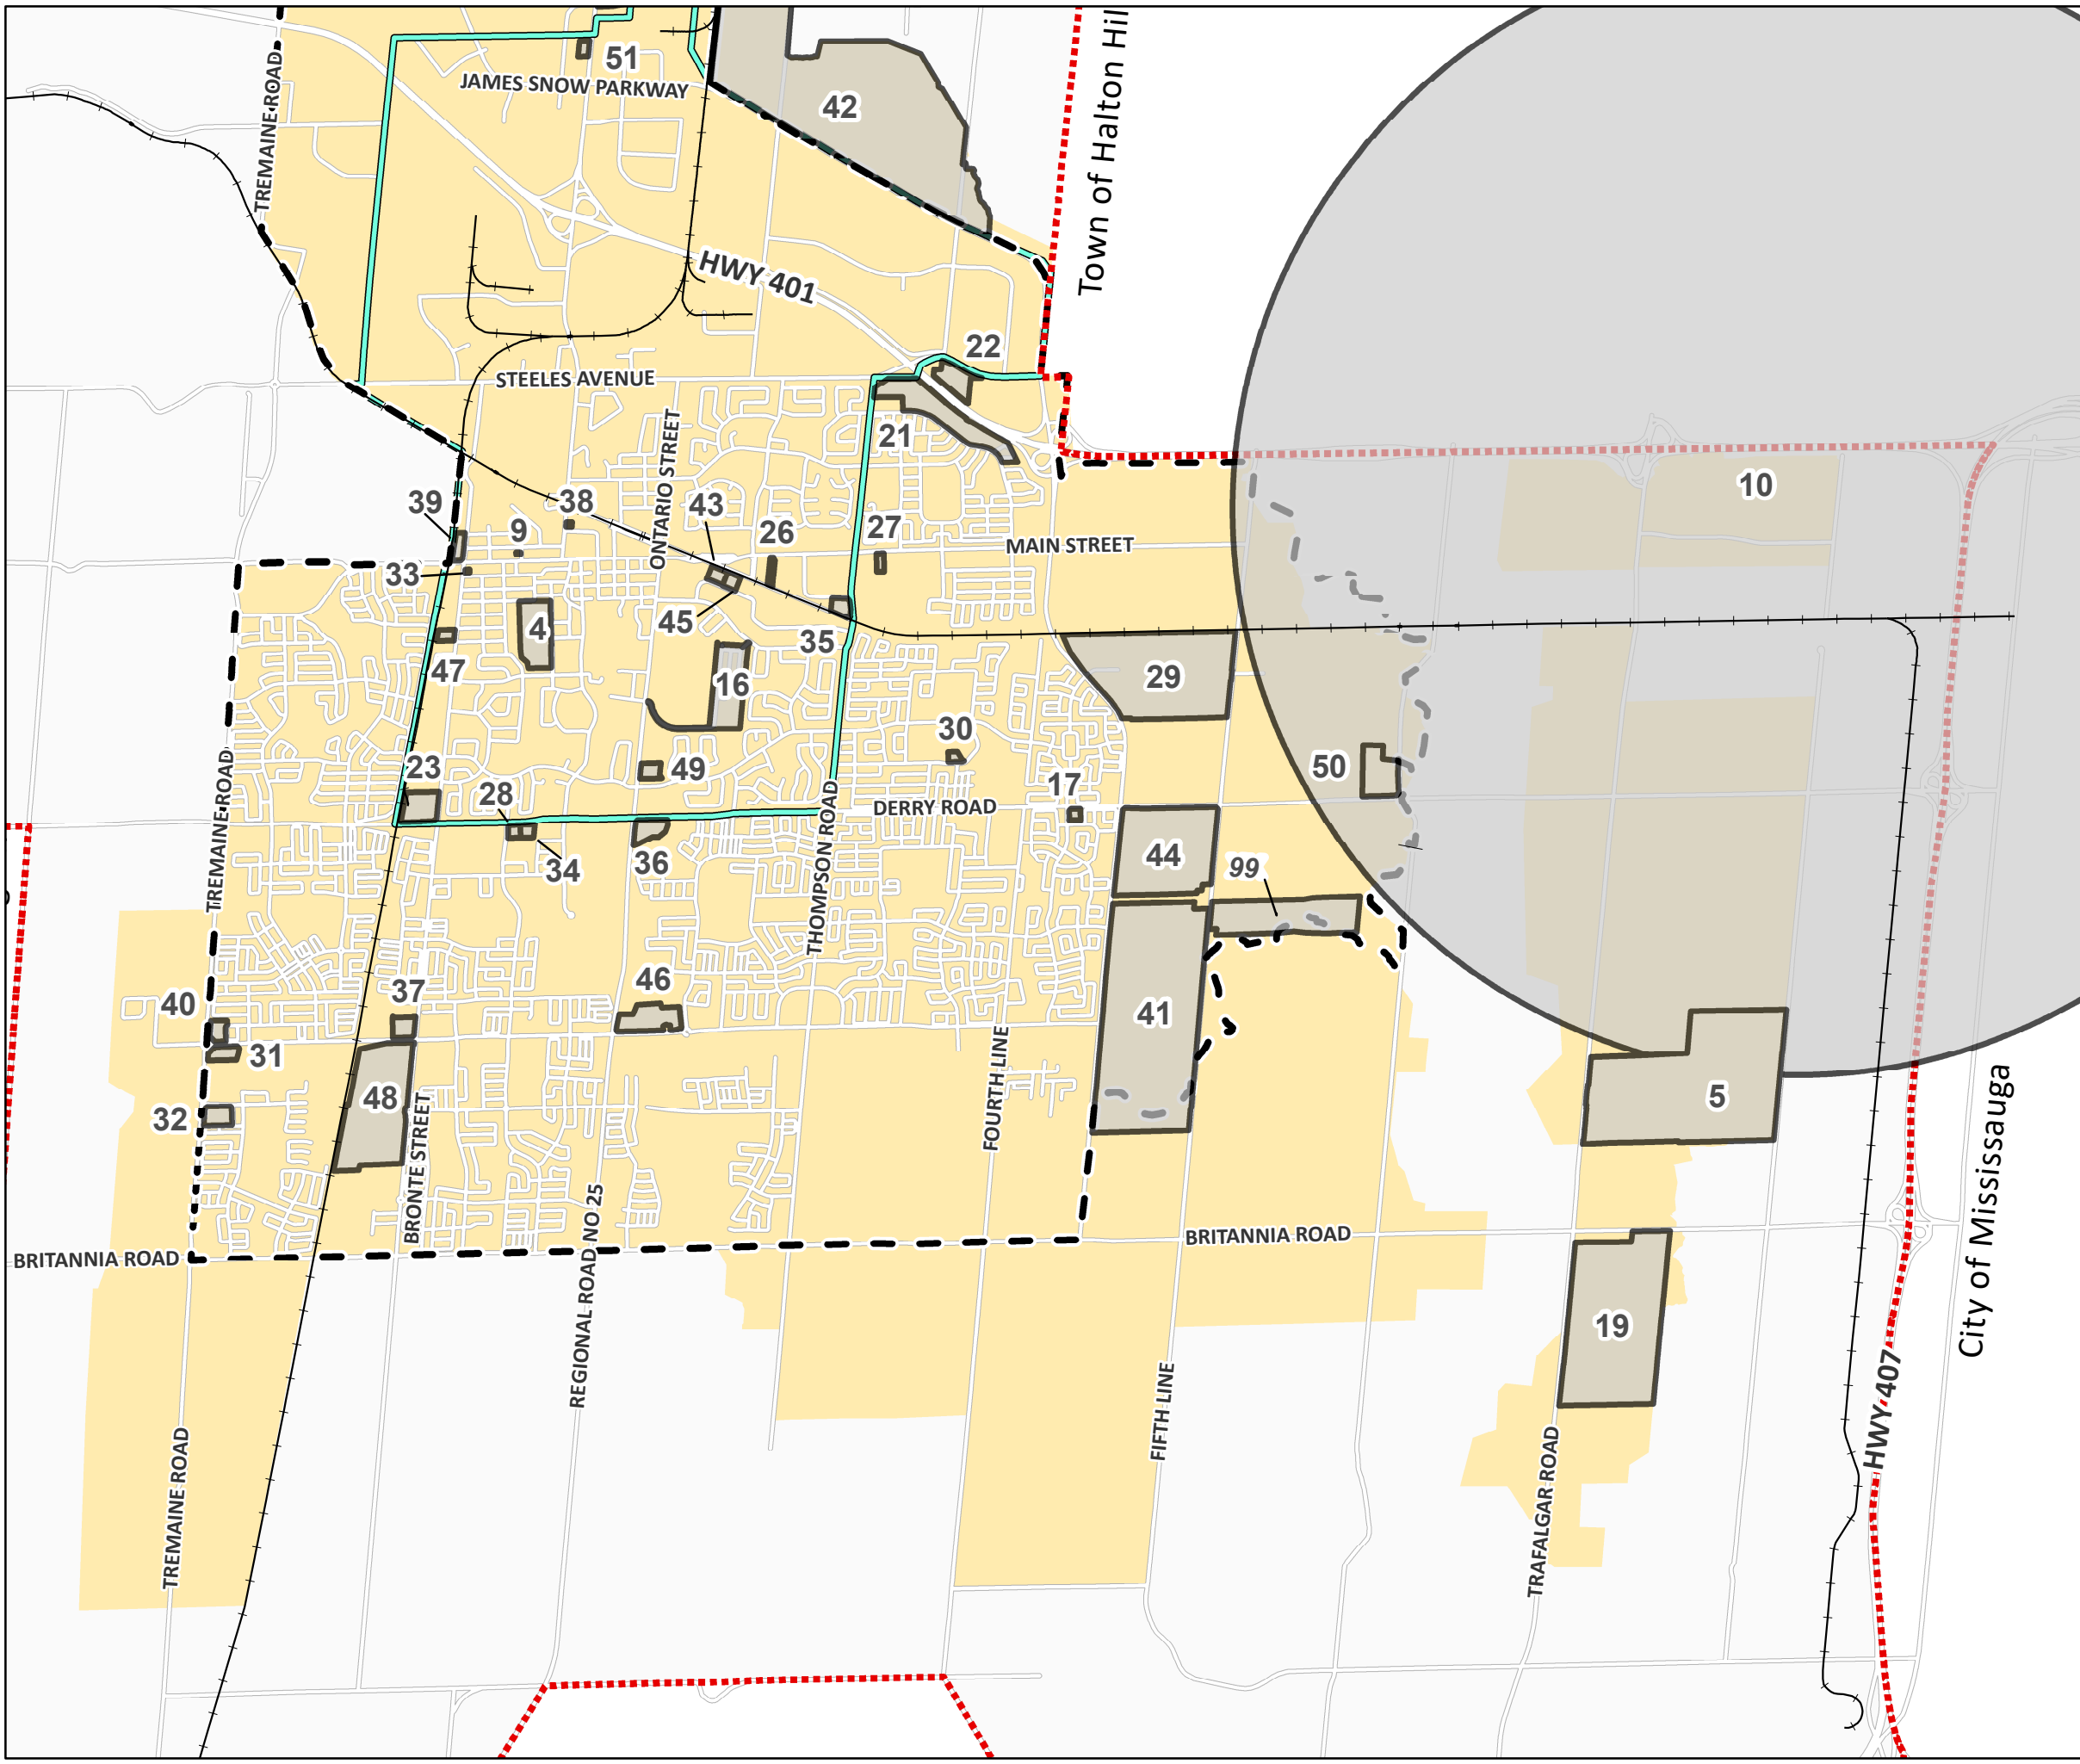 51
JAMES SNOW PARKWAY
42
TREMAINE ROAD
Town of Halton Hil
HWY 401
22
STEELES AVENUE
21
ONTARIO STREET
10
39
38
43
9
26
27
MAIN STREET
33
4
45
35
47
16
29
30
50
23
49
17
28
DERRY ROAD
TREMAINE ROAD
THOMPSON ROAD
34
36
44
99
46
37
40
41
31
48
32
5
FOURTH LINE
BRONTE STREET
City of Mississauga
REGIONAL ROAD NO 25
BRITANNIA ROAD
BRITANNIA ROAD
19
HWY 407
FIFTH LINE
TREMAINE ROAD
TRAFALGAR ROAD